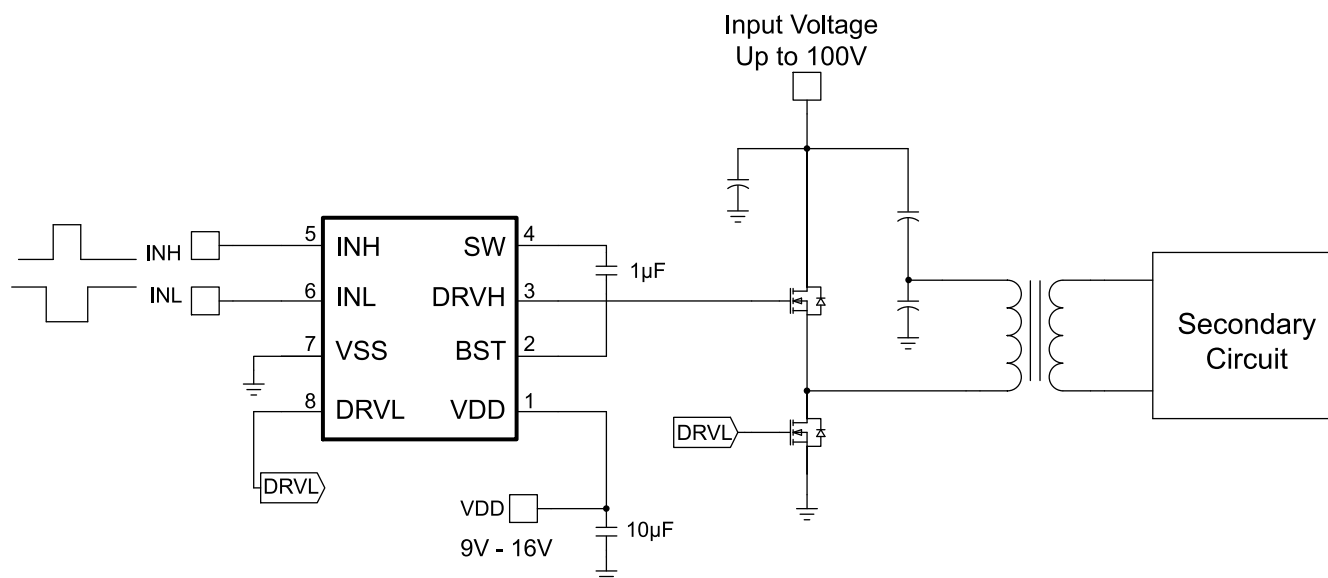 Input Voltage
Up to 100V
INH
INL
5
6
7
8
INH
INL
VSS
DRVL
SW
DRVH
BST
VDD
4
3
2
1
1µF
DRVL
VDD
9V - 16V
10µF
DRVL
Secondary
Circuit